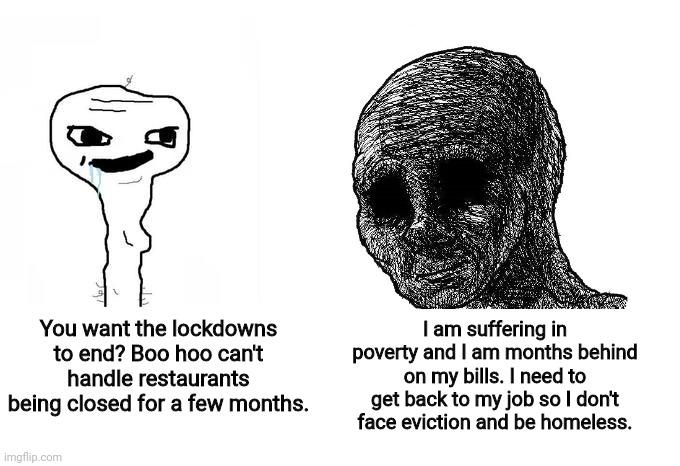 You want the lockdowns
to end? Boo hoo can't
handle restaurants
being closed for a few months.
I am suffering in
poverty and I am months behind
on my bills. I need to
get back to my job so I don't
face eviction and be homeless.
imgflip.com